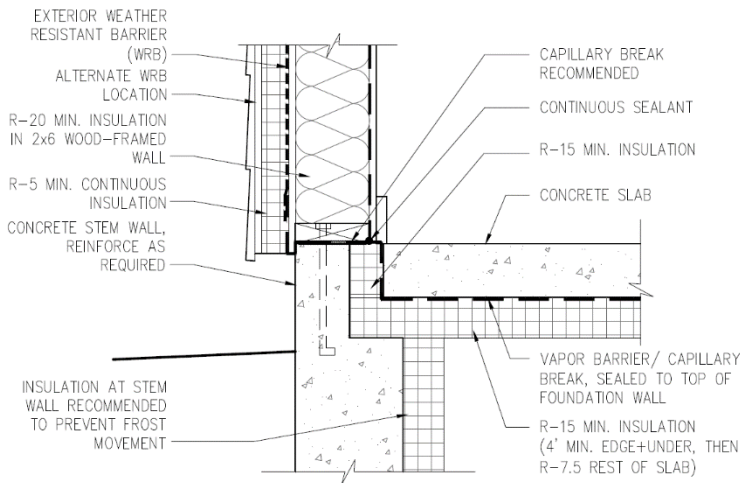 EXTERIOR WEATHER
RESISTANT BARRIER
(WRB)
ALTERNATE WRB
LOCATION
R-20 MIN. INSULATION
IN 2x6 WOOD-FRAMED
WALL
R-5 MIN. CONTINUOUS
INSULATION
CONCRETE STEM WALL,
REINFORCE AS
REQUIRED
INSULATION AT STEM
WALL RECOMMENDED
TO PREVENT FROST
MOVEMENT
CAPILLARY BREAK
RECOMMENDED
CONTINUOUS SEALANT
R-15 MIN. INSULATION
CONCRETE SLAB
VAPOR BARRIER/ CAPILLARY
BREAK, SEALED TO TOP OF
FOUNDATION WALL
R-15 MIN. INSULATION
(4' MIN. EDGE+UNDER, THEN
R-7.5 REST OF SLAB)